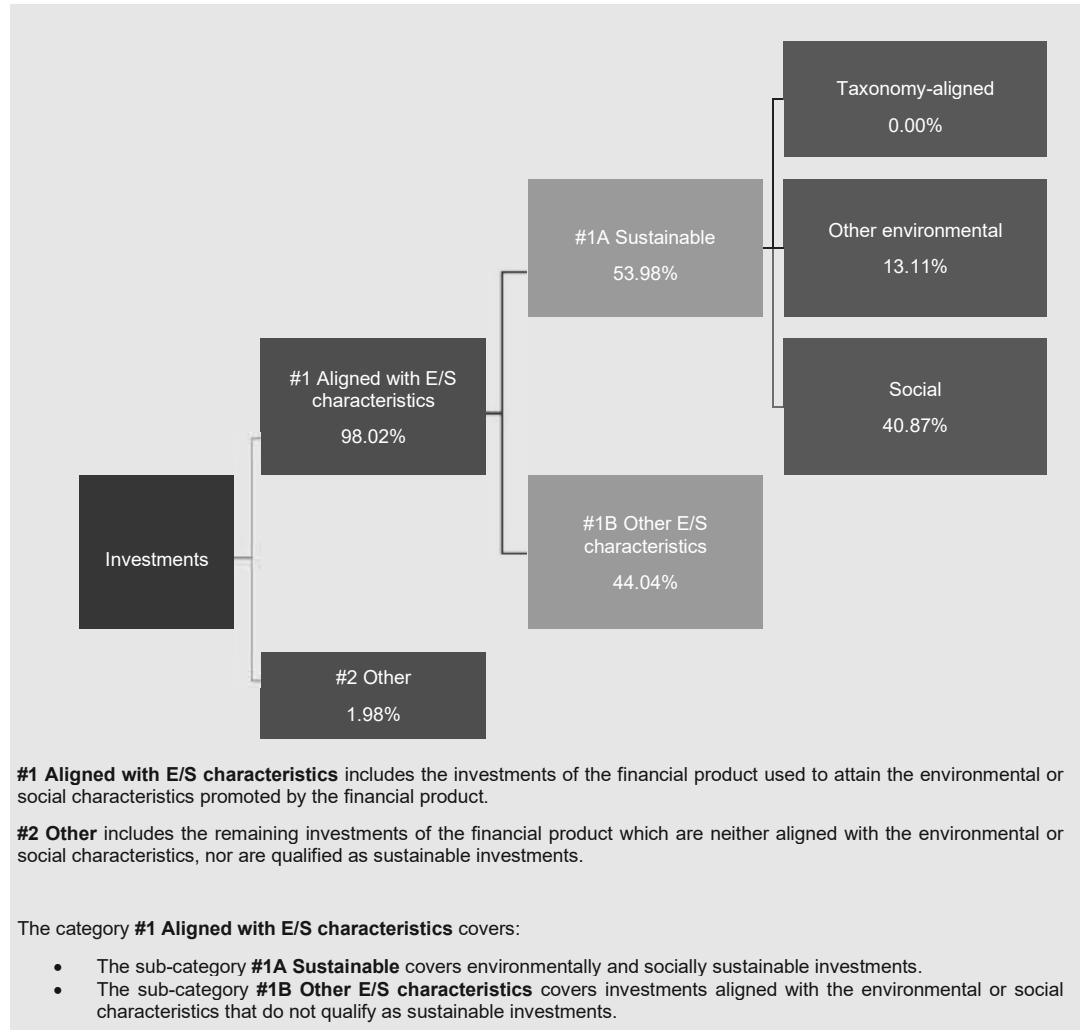 Taxonomy-aligned
0.00%
#1A Sustainable
53.98%
Other environmental
13.11%
#1 Aligned with E/S
characteristics
98.02%
Social
40.87%
Investments
#1B Other E/S
characteristics
44.04%
#2 Other
1.98%
#1 Aligned with E/S characteristics includes the investments of the financial product used to attain the environmental or
social characteristics promoted by the financial product.
#2 Other includes the remaining investments of the financial product which are neither aligned with the environmental or
social characteristics, nor are qualified as sustainable investments.
The category #1 Aligned with E/S characteristics covers:
• The sub-category #1A Sustainable covers environmentally and socially sustainable investments.
• The sub-category #1B Other E/S characteristics covers investments aligned with the environmental or social
characteristics that do not qualify as sustainable investments.